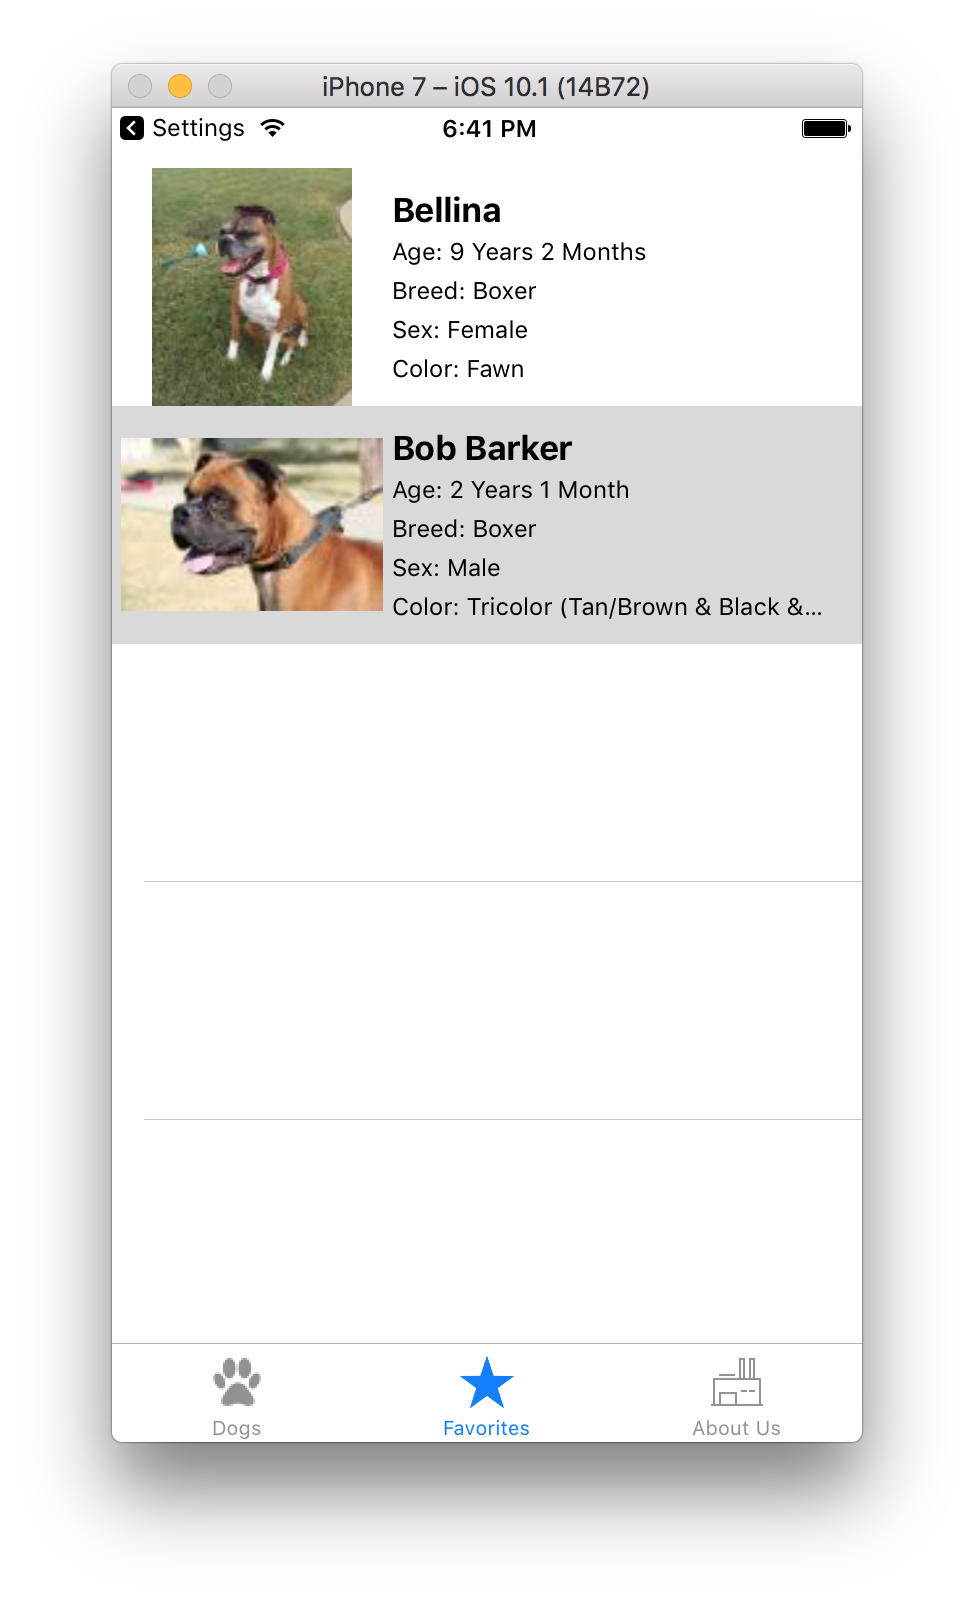 iPhone 7 – iOS 10.1 (14B72)
Settings 6:41 PM
Bellina
Age: 9 Years 2 Months
Breed: Boxer
Sex: Female
Color: Fawn
Bob Barker
Age: 2 Years 1 Month
Breed: Boxer
Sex: Male
Color: Tricolor (Tan/Brown & Black &...
Dogs Favorites About Us